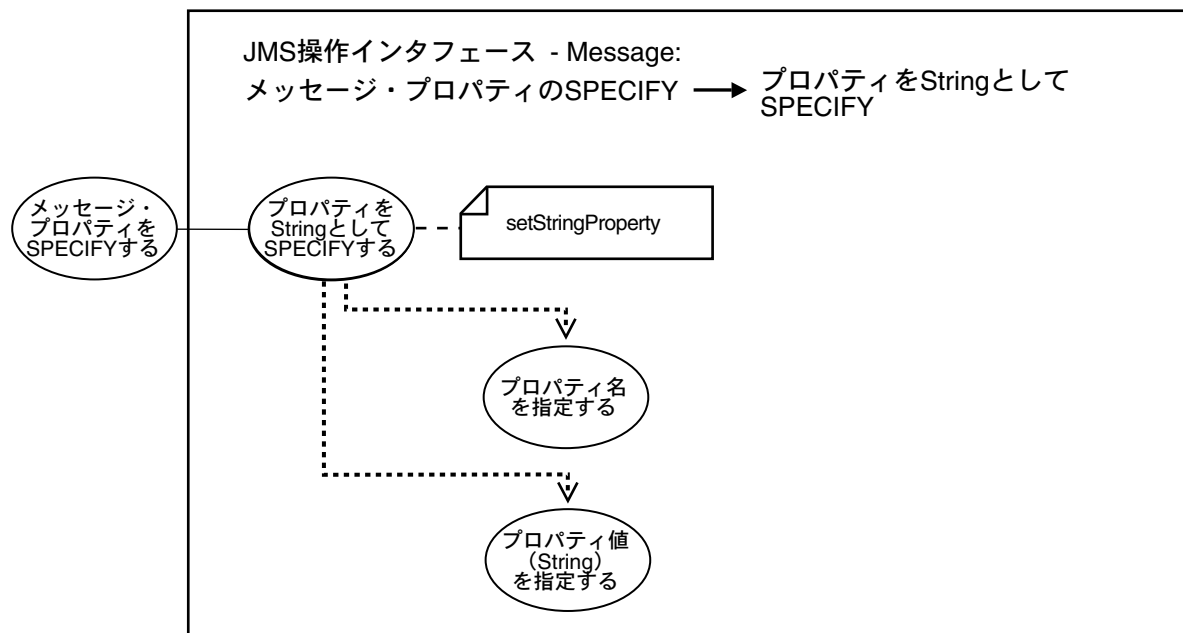 JMS操作インタフェース - Message:
メッセージ・プロパティのSPECIFY
プロパティをStringとして
SPECIFY
メッセージ・
プロパティを
SPECIFYする
プロパティを
Stringとして
SPECIFYする
setStringProperty
プロパティ名
を指定する
プロパティ値
（String）
を指定する